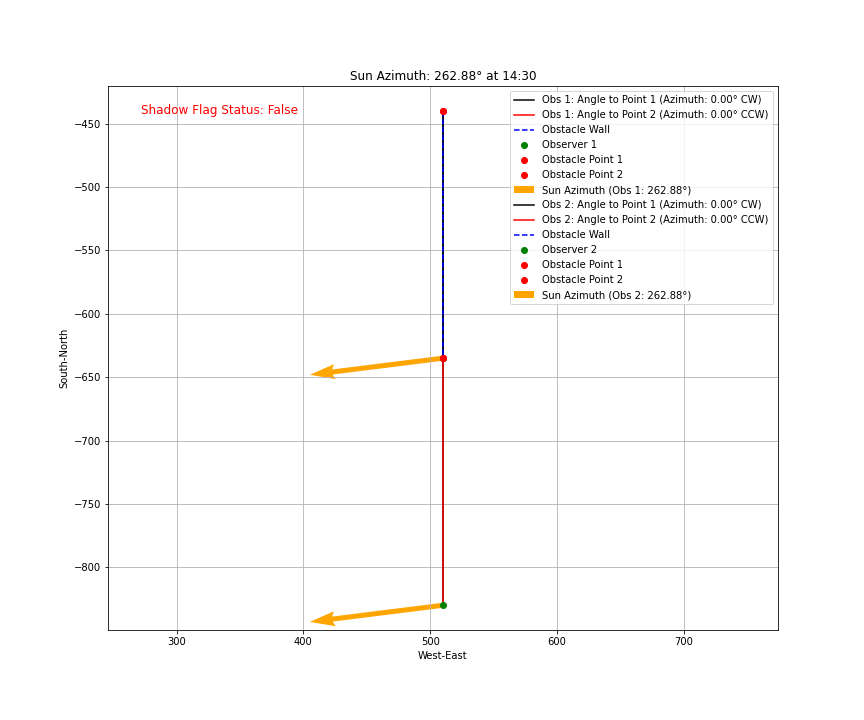 Sun Azimuth: 262.88° at 14:30
Shadow Flag Status: False
Obs 1: Angle to Point 1 (Azimuth: 0.00° CW)
Obs 1: Angle to Point 2 (Azimuth: 0.00° CCW)
Obstacle Wall
Observer 1
Obstacle Point 1
Obstacle Point 2
Sun Azimuth (Obs 1: 262.88°)
Obs 2: Angle to Point 1 (Azimuth: 0.00° CW)
Obs 2: Angle to Point 2 (Azimuth: 0.00° CCW)
Obstacle Wall
Observer 2
Obstacle Point 1
Obstacle Point 2
Sun Azimuth (Obs 2: 262.88°)
−450
−500
−550
−600
−650
−700
−750
−800
South-North
300 400 500 600 700
West-East